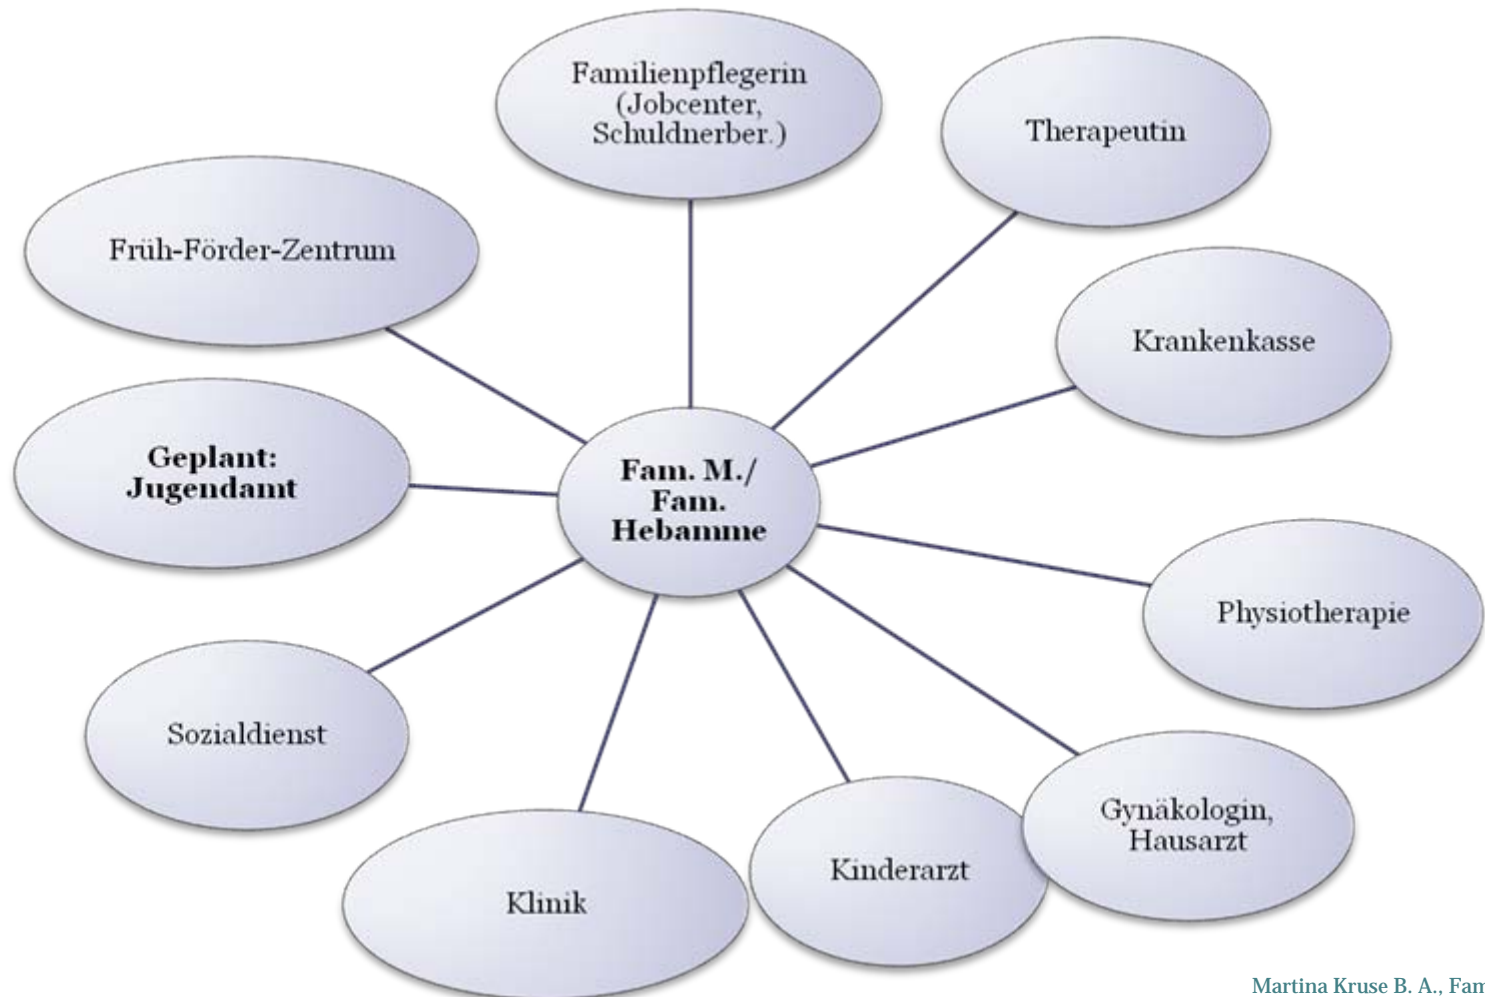 Familienpflegerin
(Jobcenter,
Schuldnerber.)
Therapeutin
Früh-Förder-Zentrum
Krankenkasse
Geplant:
Jugendamt
Fam. M./
Fam.
Hebamme
Physiotherapie
Sozialdienst
Gynäkologin,
Hausarzt
Kinderarzt
Klinik
Martina Kruse B. A., Fam